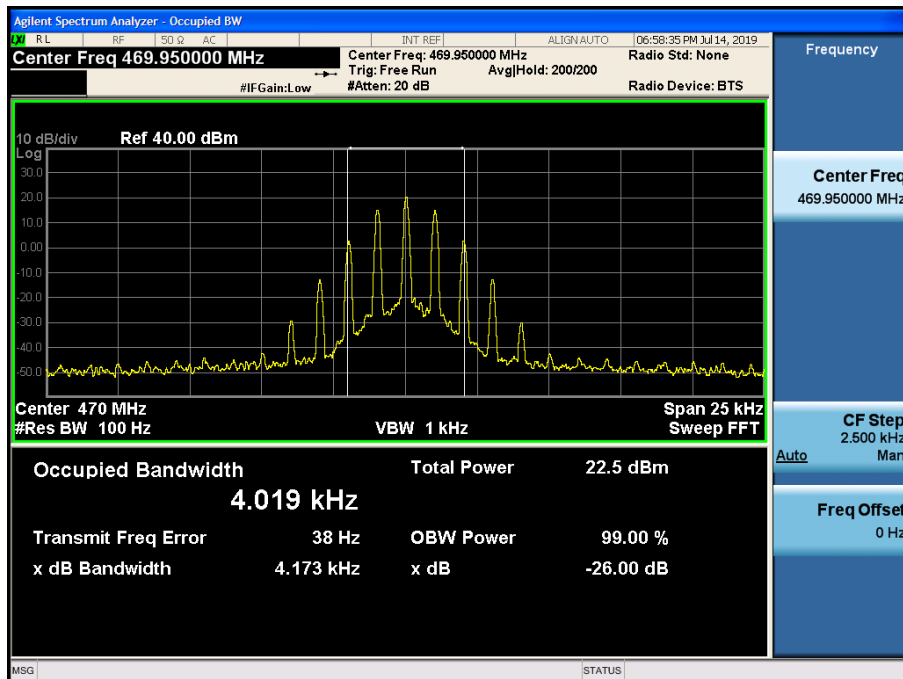 Agilent Spectrum Analyzer - Occupied BW
LXI RL RF 50 Ω AC INT REF ALIGN AUTO 06:58:35 PM Jul 14, 2019
Center Freq 469.950000 MHz
Center Freq: 469.950000 MHz Radio Std: None
Trig: Free Run Avg|Hold: 200/200
#IFGain:Low #Atten: 20 dB Radio Device: BTS
Frequency
10 dB/div Ref 40.00 dBm
Log
30.0
20.0
10.0
0.00
-10.0
-20.0
-30.0
-40.0
-50.0
Center Freq
469.950000 MHz
Center 470 MHz Span 25 kHz
#Res BW 100 Hz VBW 1 kHz Sweep FFT
CF Step
2.500 kHz
Auto Man
Occupied Bandwidth Total Power 22.5 dBm
4.019 kHz
Transmit Freq Error 38 Hz OBW Power 99.00 %
x dB Bandwidth 4.173 kHz x dB -26.00 dB
Freq Offset
0 Hz
MSG STATUS